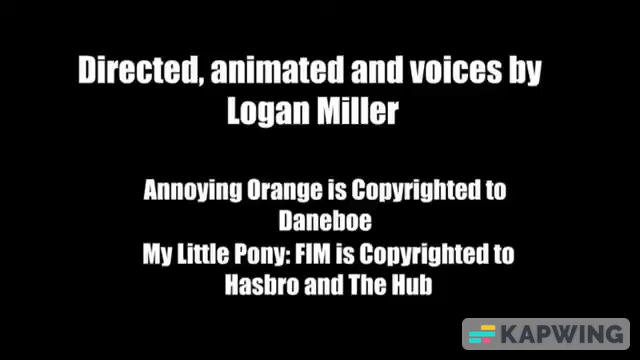 Directed, animated and voices by
Logan Miller
Annoying Orange is Copyrighted to
Daneboe
My Little Pony: FIM is Copyrighted to
Hasbro and The Hub
KAPWING